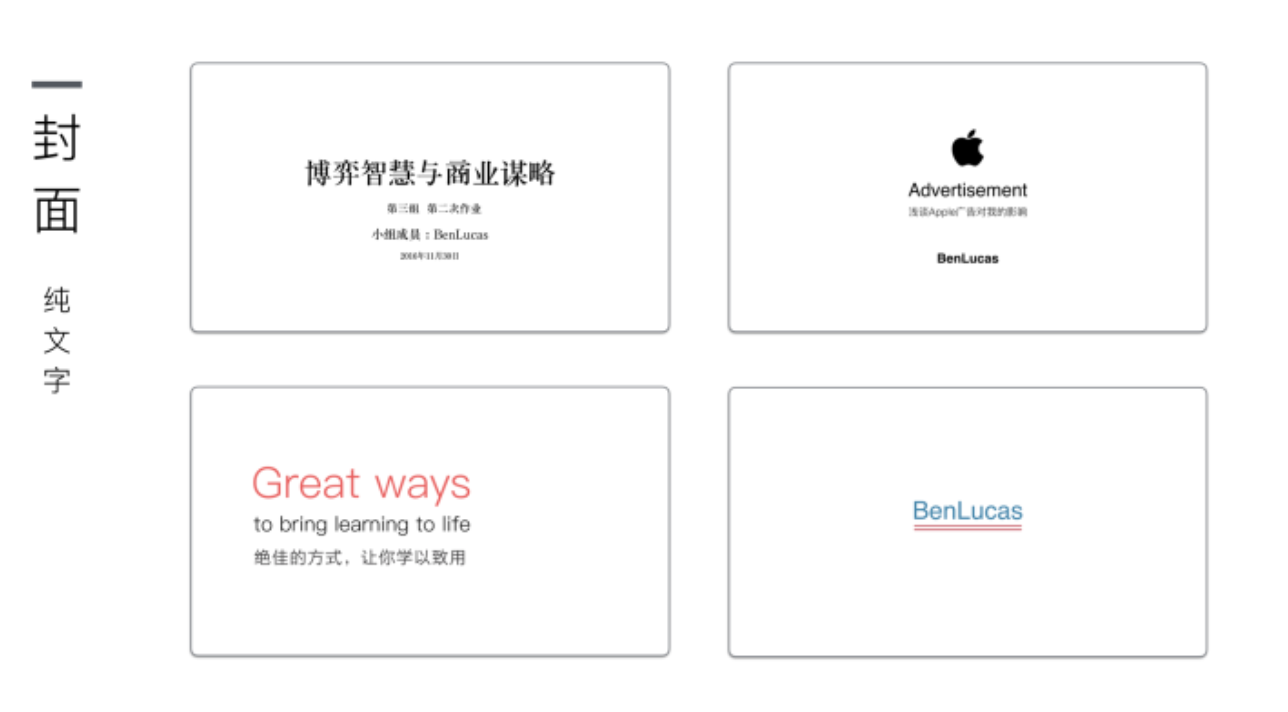 封面
纯文字
博弈智慧与商业谋略
第三组 第二次作业
小组成员：BenLucas
2016年11月30日
Advertisement
浅谈Apple广告对我的影响
BenLucas
Great ways
to bring learning to life
绝佳的方式，让你学以致用
BenLucas